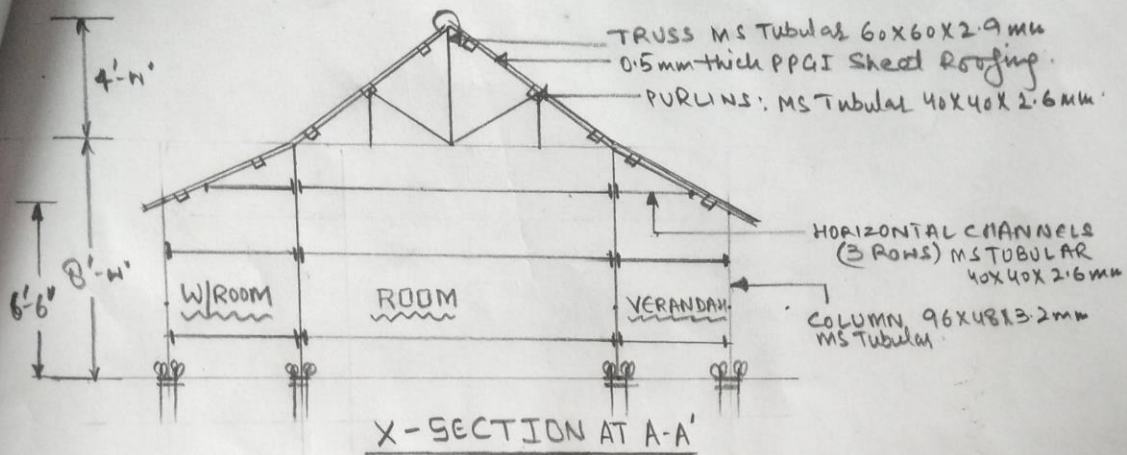 TRUSS MS Tubular 60X60X2.9mm
0.5mm thick PPGI Sheet Roofing.
PURLINS: MS Tubular 40X40X2.6mm.
4'-
8'-
6'-6"
HORIZONTAL CHANNELS
(3 ROWS) MS TUBULAR
40X40X2.6mm
W/ROOM
ROOM
VERANDAH
COLUMN 96X48X3.2mm
MS Tubular
X-SECTION AT A-A'